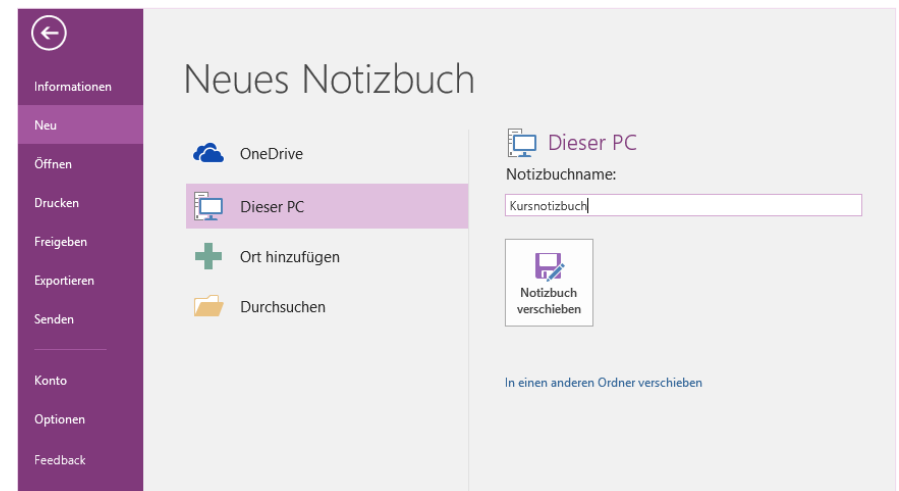 Informationen
Neu
Öffnen
Drucken
Freigeben
Exportieren
Senden
Konto
Optionen
Feedback
Neues Notizbuch
OneDrive
Dieser PC
Ort hinzufügen
Durchsuchen
Dieser PC
Notizbuchname:
Kursnotizbuch
Notizbuch
verschieben
In einen anderen Ordner verschieben